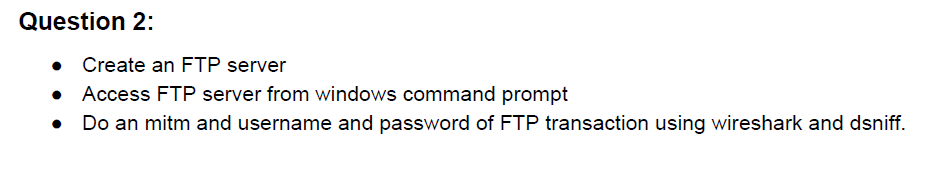 Question 2:
● Create an FTP server
● Access FTP server from windows command prompt
● Do an mitm and username and password of FTP transaction using wireshark and dsniff.